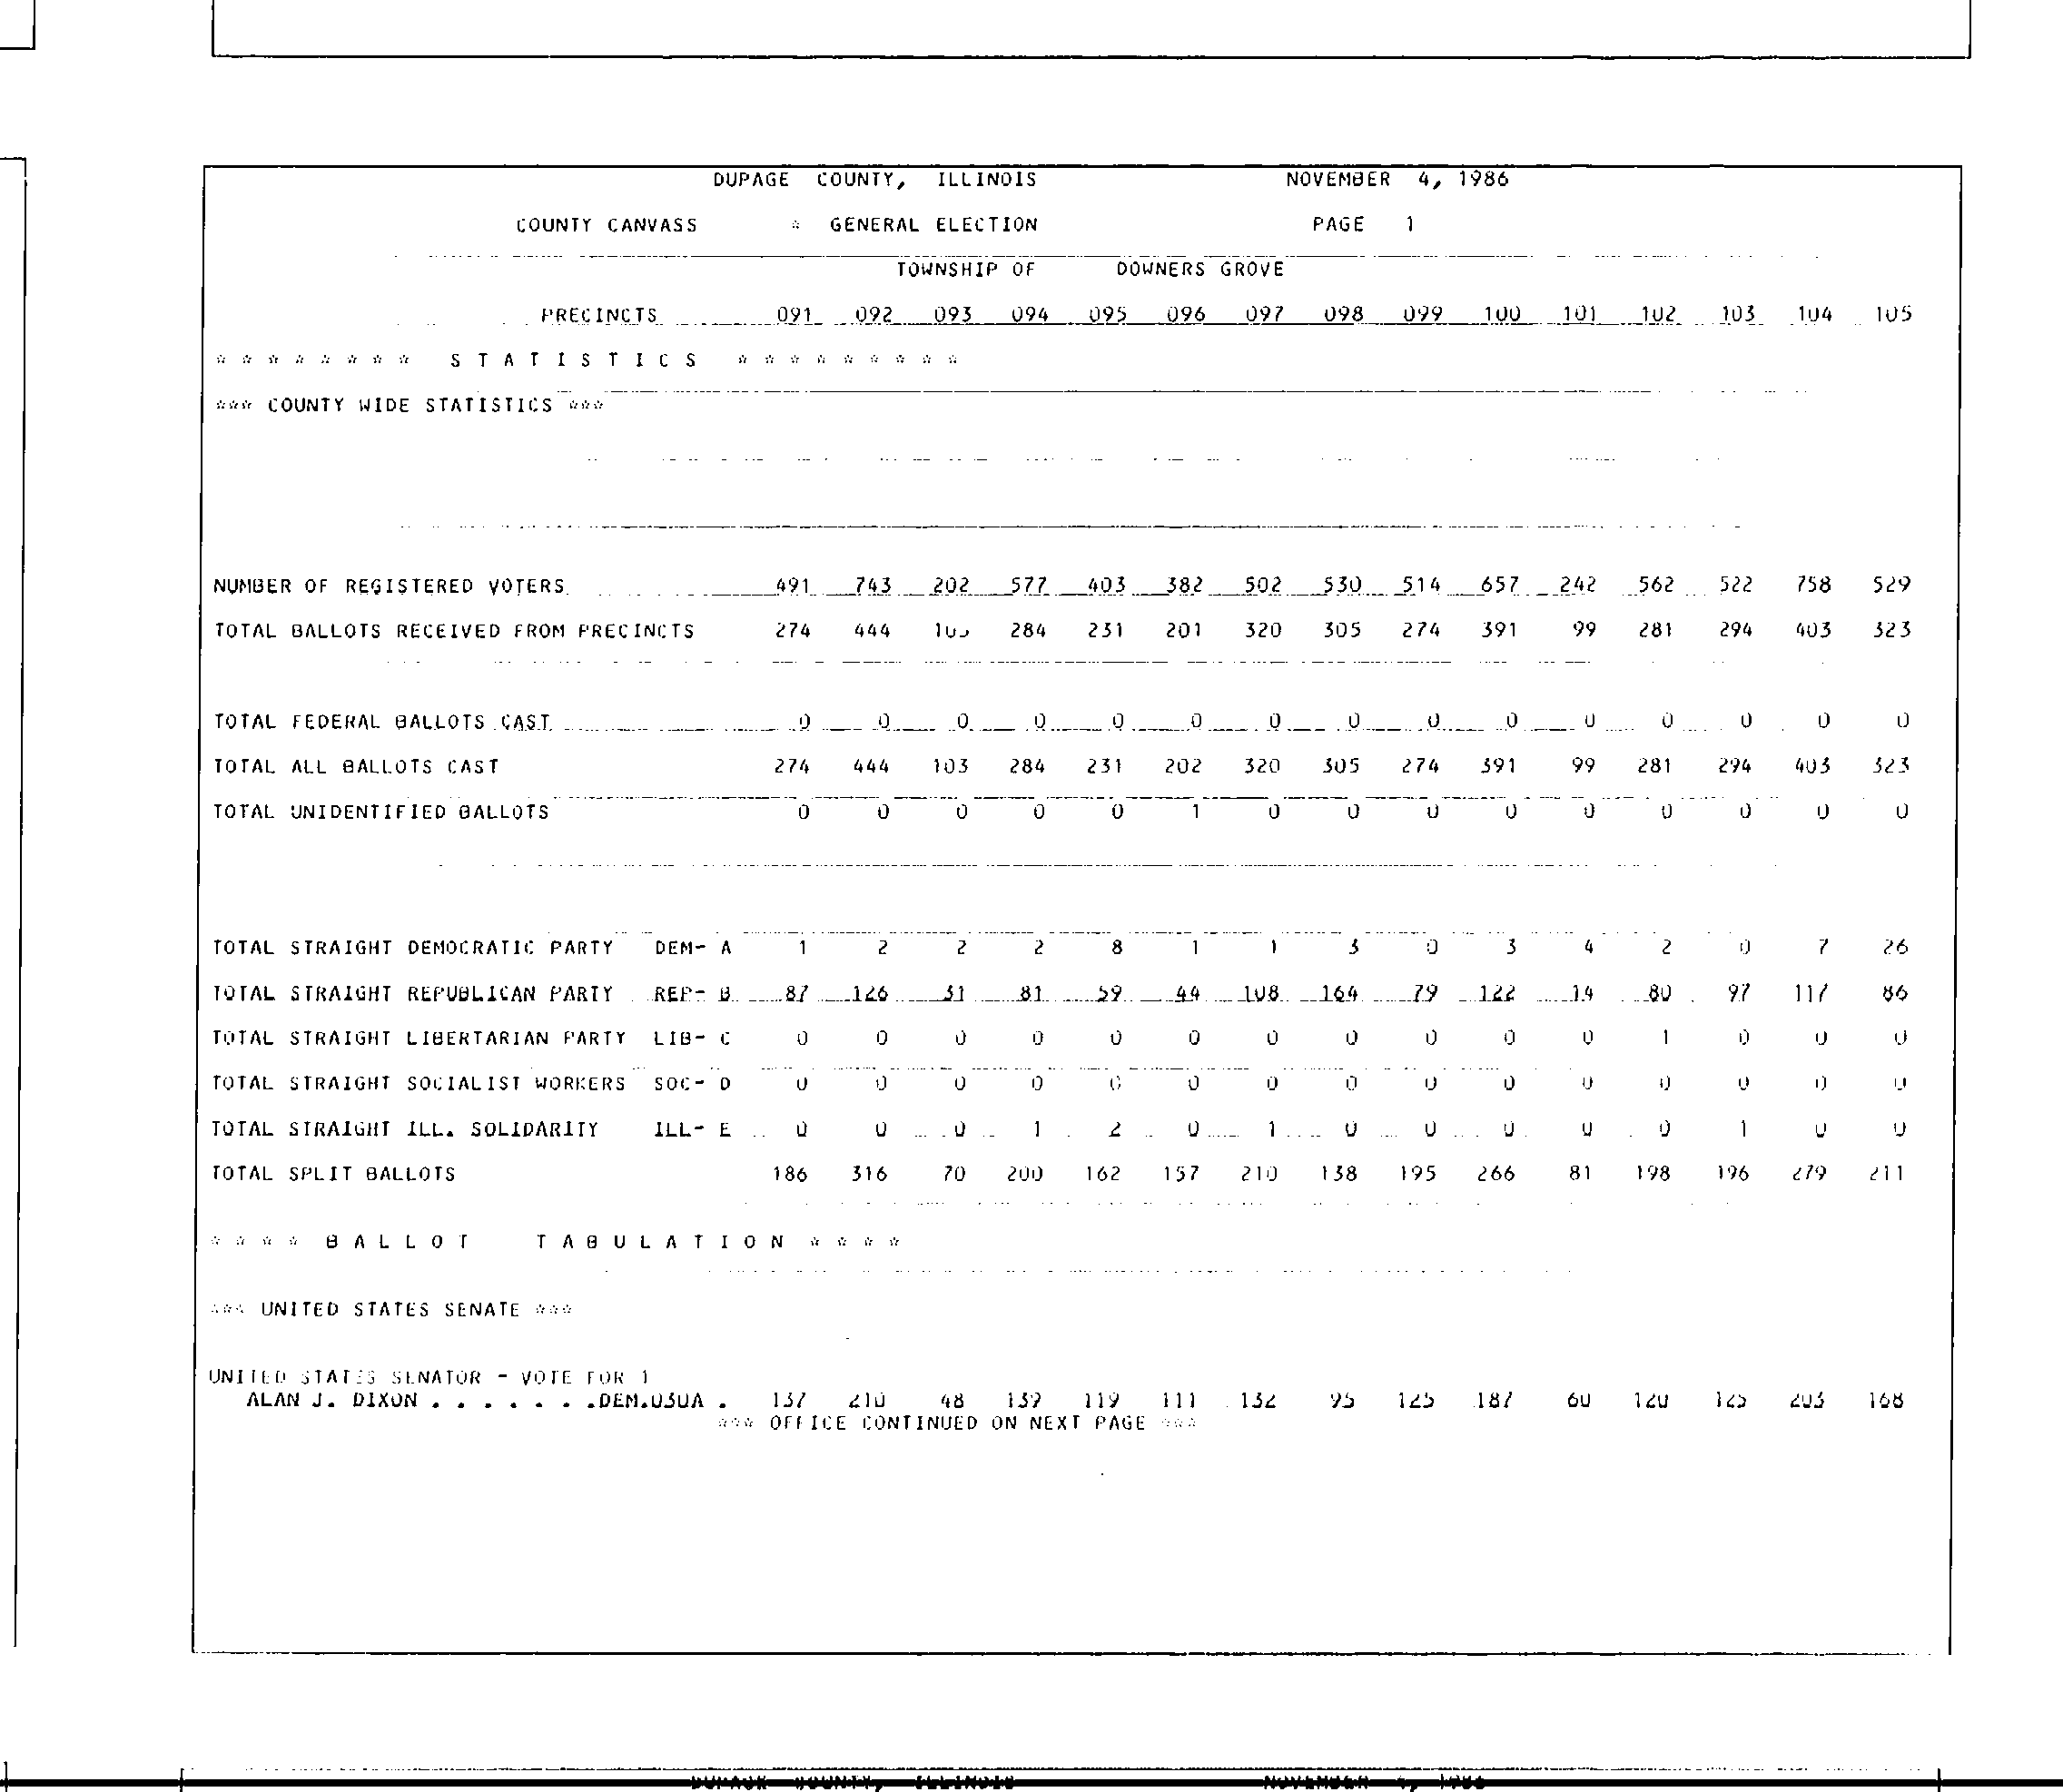 DUPAGE COUNTY, ILLINOIS NOVEMBER 4, 1986
COUNTY CANVASS * GENERAL ELECTION PAGE 1
TOWNSHIP OF DOWNERS GROVE
PRECINCTS 091 092 093 094 095 096 097 098 099 100 101 102 103 104 105
* * * * * * * * S T A T I S T I C S * * * * * * * * *
*** COUNTY WIDE STATISTICS ***
NUMBER OF REGISTERED VOTERS 491 743 202 577 403 382 502 530 514 657 242 562 522 758 529
TOTAL BALLOTS RECEIVED FROM PRECINCTS 274 444 284 231 201 320 305 274 391 99 281 294 403 323
TOTAL FEDERAL BALLOTS CAST 0 0 0 0 0 0 0 0 0 0 0 0 0 0 0
TOTAL ALL BALLOTS CAST 274 444 103 284 231 202 320 305 274 391 99 281 294 403 323
TOTAL UNIDENTIFIED BALLOTS 0 0 0 0 0 1 0 0 0 0 0 0 0 0 0
TOTAL STRAIGHT DEMOCRATIC PARTY DEM- A 1 2 2 2 8 1 1 3 0 3 4 2 0 7 26
TOTAL STRAIGHT REPUBLICAN PARTY REP- B 87 126 31 81 59 44 108 164 79 122 14 80 97 117 86
TOTAL STRAIGHT LIBERTARIAN PARTY LIB- C 0 0 0 0 0 0 0 0 0 0 0 1 0 0 0
TOTAL STRAIGHT SOCIALIST WORKERS SOC- D 0 0 0 0 0 0 0 0 0 0 0 0 0 0 0
TOTAL STRAIGHT ILL. SOLIDARITY ILL- E 0 0 0 1 2 0 1 0 0 0 0 0 1 0 0
TOTAL SPLIT BALLOTS 186 316 70 200 162 157 210 138 195 266 81 198 196 279 211
* * * * B A L L O T T A B U L A T I O N * * * *
*** UNITED STATES SENATE ***
UNITED STATES SENATOR - VOTE FOR 1
ALAN J. DIXON . . . . . . . .DEM.030A . 137 210 48 139 119 111 132 95 125 187 60 120 125 203 168
*** OFFICE CONTINUED ON NEXT PAGE ***
DUPAGE COUNTY, ILLINOIS NOVEMBER 4, 1986